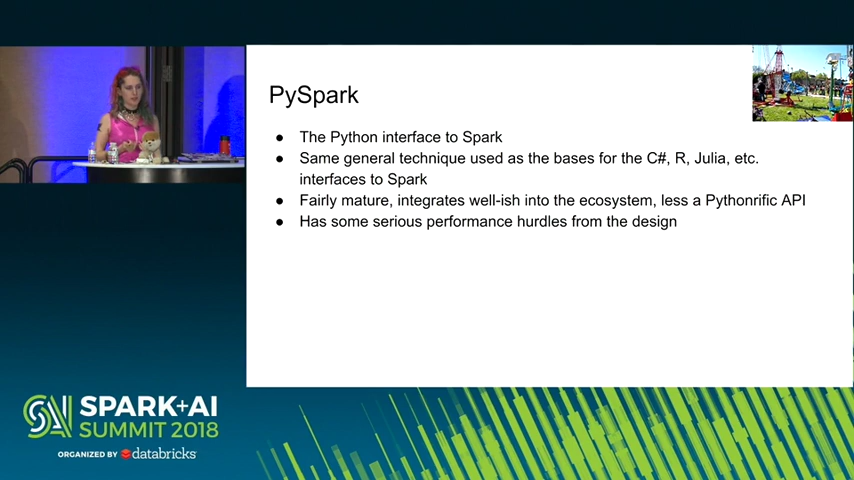 PySpark
● The Python interface to Spark
● Same general technique used as the bases for the C#, R, Julia, etc.
interfaces to Spark
● Fairly mature, integrates well-ish into the ecosystem, less a Pythonrific API
● Has some serious performance hurdles from the design
SPARK+AI
SUMMIT 2018
ORGANIZED BY databricks